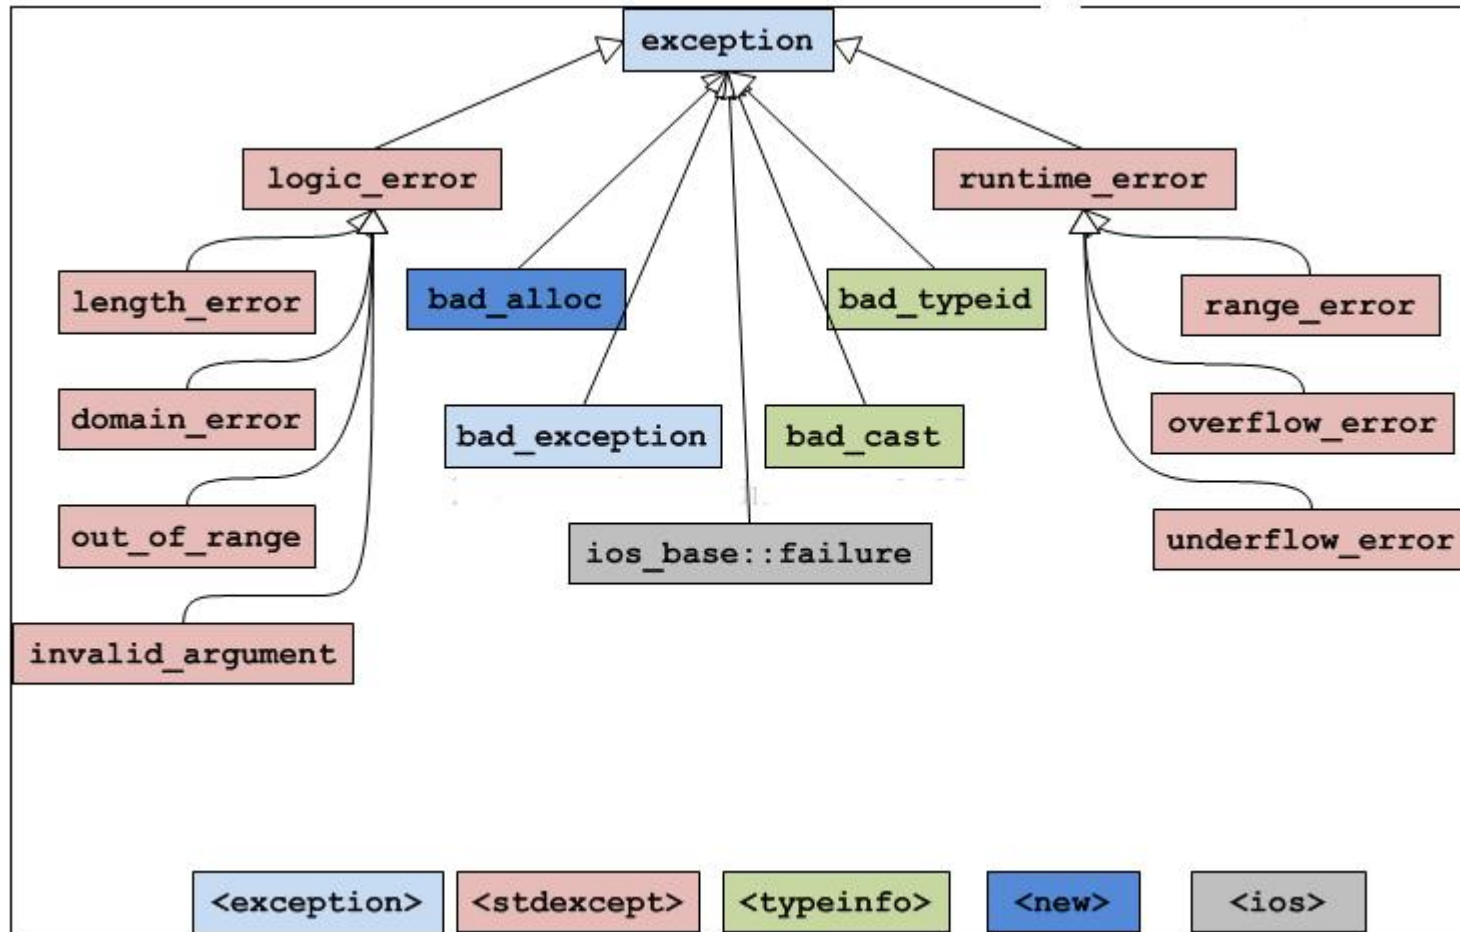 exception
logic_error
runtime_error
length_error
bad_alloc
bad_typeid
range_error
domain_error
bad_exception
bad_cast
overflow_error
out_of_range
ios_base::failure
underflow_error
invalid_argument
<exception>
<stdexcept>
<typeinfo>
<new>
<ios>